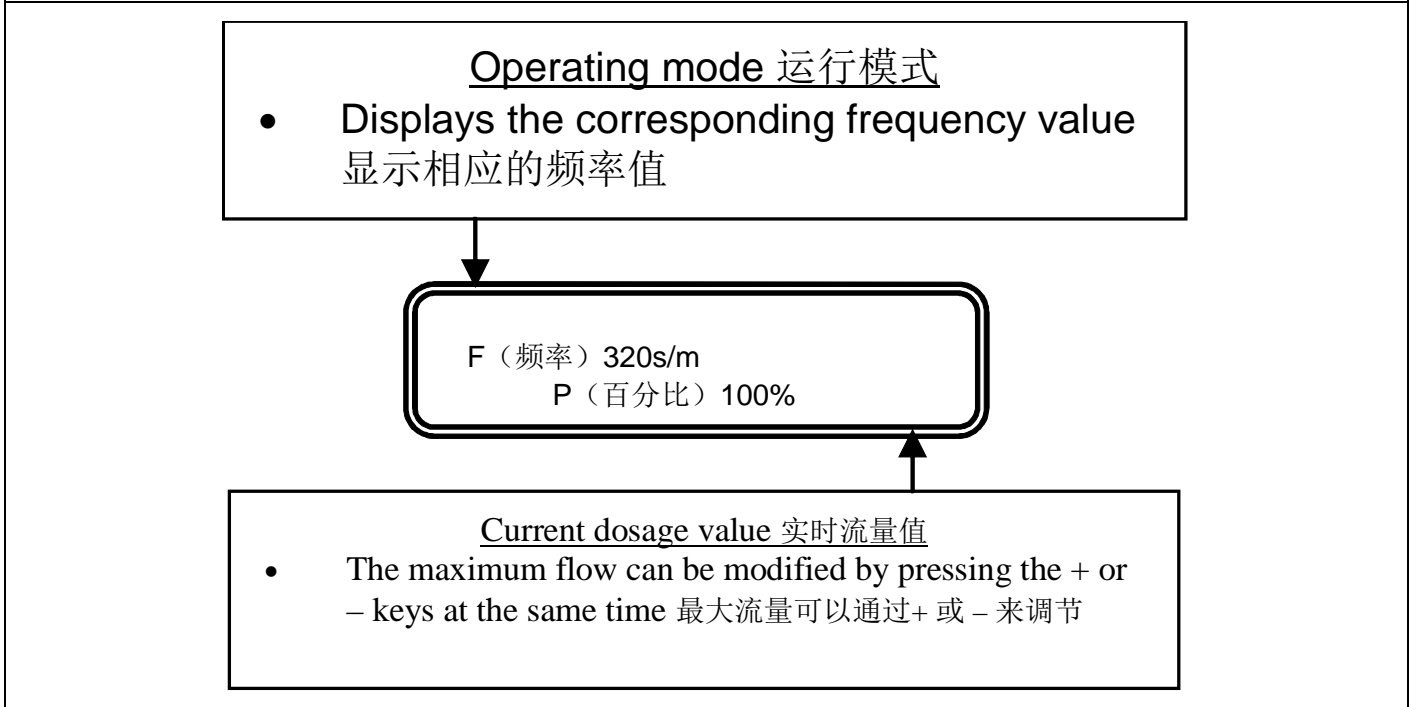 Operating mode 运行模式
• Displays the corresponding frequency value
显示相应的频率值
F（频率）320s/m
P（百分比）100%
Current dosage value 实时流量值
• The maximum flow can be modified by pressing the + or
– keys at the same time 最大流量可以通过+ 或 – 来调节